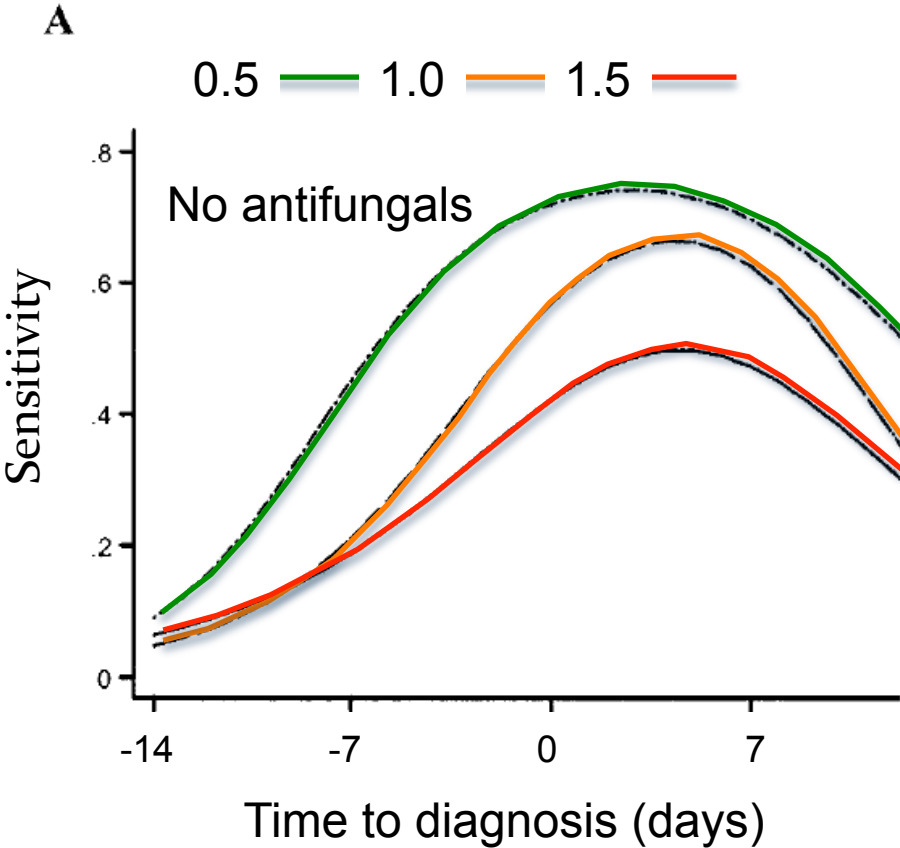 A
0.5 1.0 1.5
.8
No antifungals
.6
Sensitivity
.4
.2
0
-14 -7 0 7
Time to diagnosis (days)